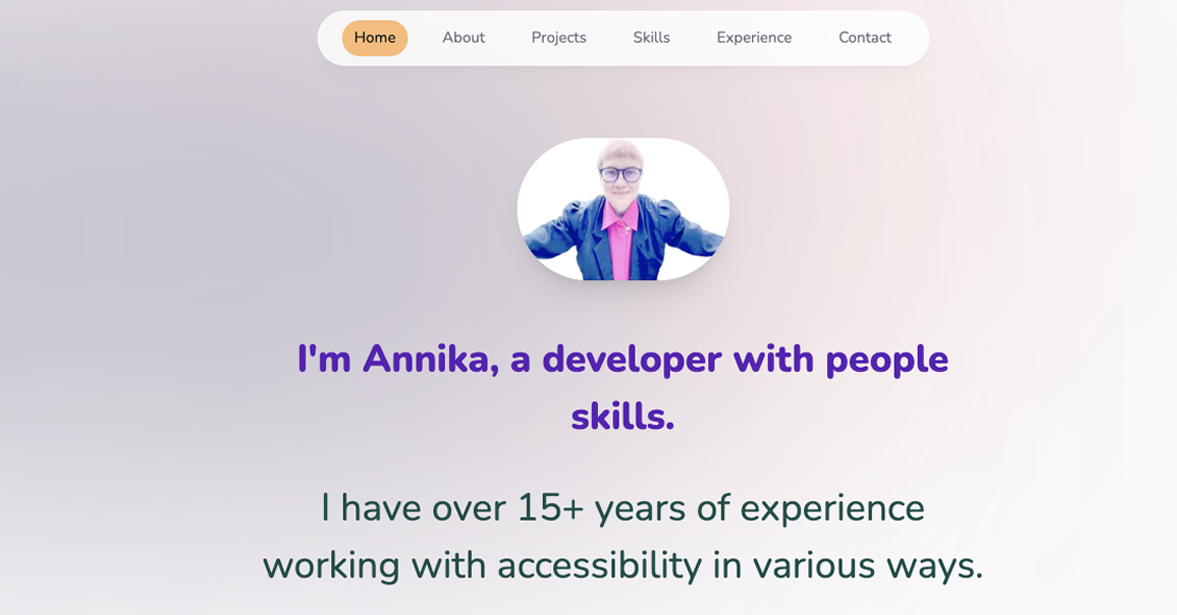 Home About Projects Skills Experience Contact
I'm Annika, a developer with people
skills.
I have over 15+ years of experience
working with accessibility in various ways.